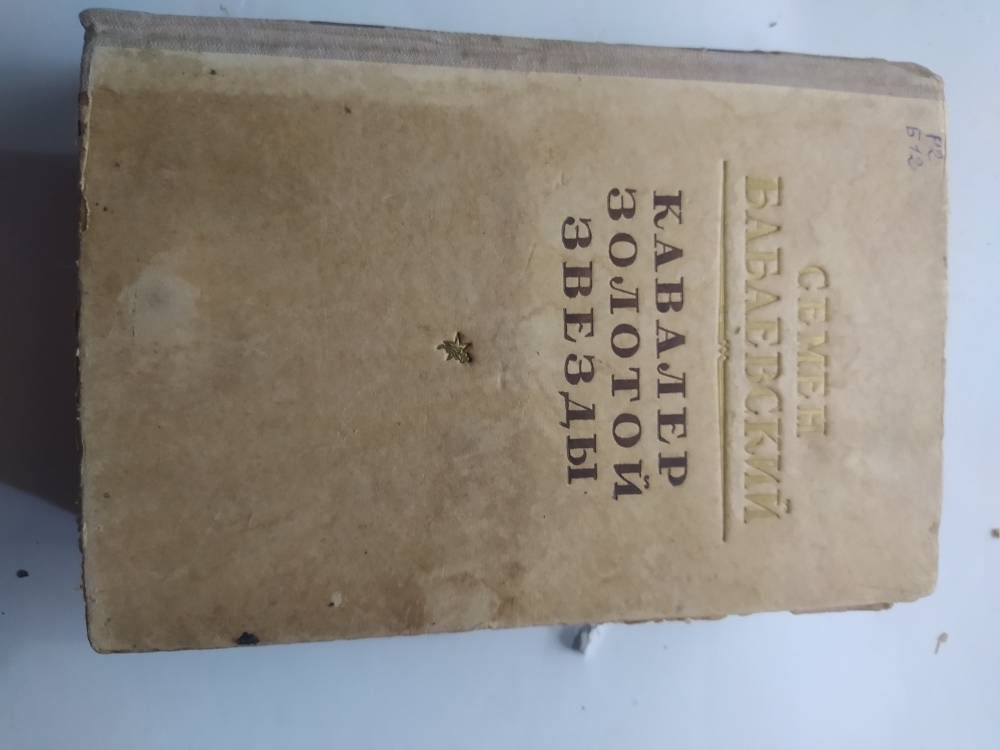 Р2
Б12
СЕМЕН
БАБАЕВСКИЙ
КАВАЛЕР
ЗОЛОТОЙ
ЗВЕЗДЫ